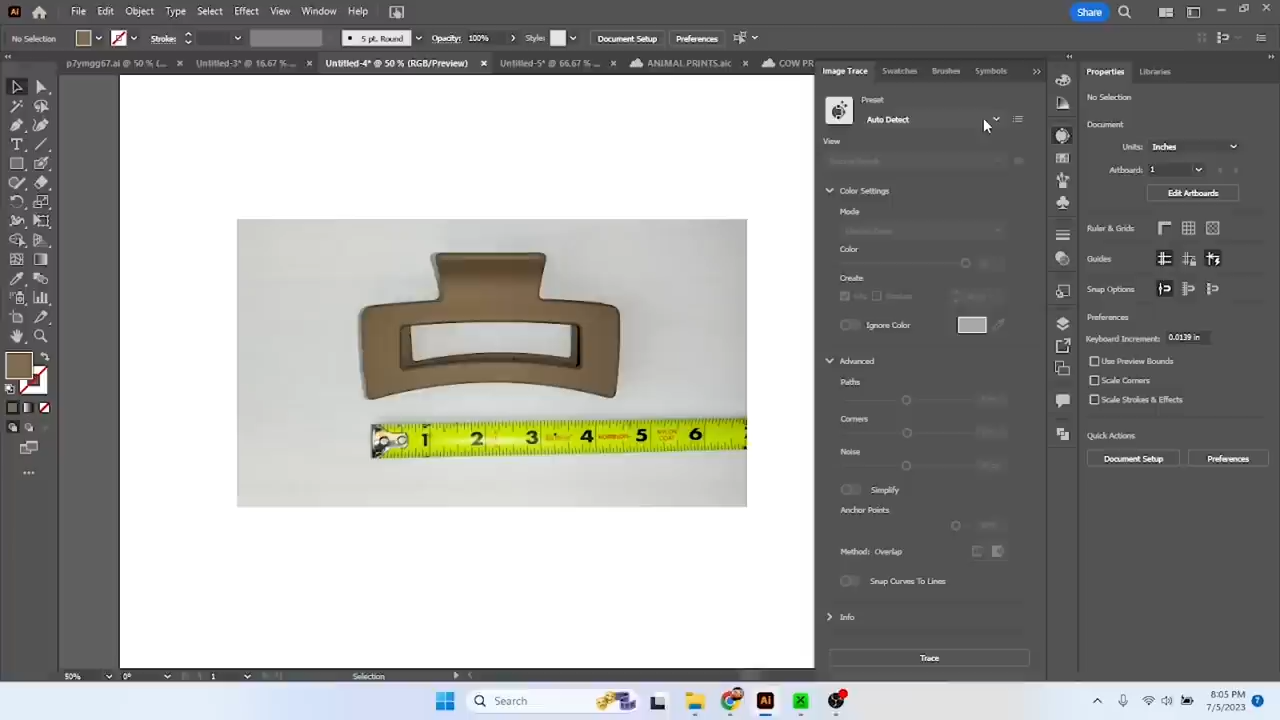 Ai File Edit Object Type Select Effect View Window Help Share
No Selection Stroke: 5 pt. Round Opacity: 100% Style: Document Setup Preferences
p7ymgg67.ai @ 50 % (... Untitled-3* @ 16.67 %... Untitled-4* @ 50 % (RGB/Preview) Untitled-5* @ 66.67 %... ANIMAL PRINTS.aic COW PR
Image Trace Swatches Brushes Symbols
Preset
Auto Detect
View
Color Settings
Mode
Color
Create:
Ignore Color
Advanced
Paths
Corners
Noise
Simplify
Anchor Points
Method: Overlap
Snap Curves To Lines
Info
Trace
Properties Libraries
No Selection
Document
Units: Inches
Artboard: 1
Edit Artboards
Ruler & Grids
Guides
Snap Options
Preferences
Keyboard Increment: 0.0139 in
Use Preview Bounds
Scale Corners
Scale Strokes & Effects
Quick Actions
Document Setup Preferences
1 2 3 4 5 6
50% 0° 1 Selection
Search
8:05 PM
7/5/2023
7